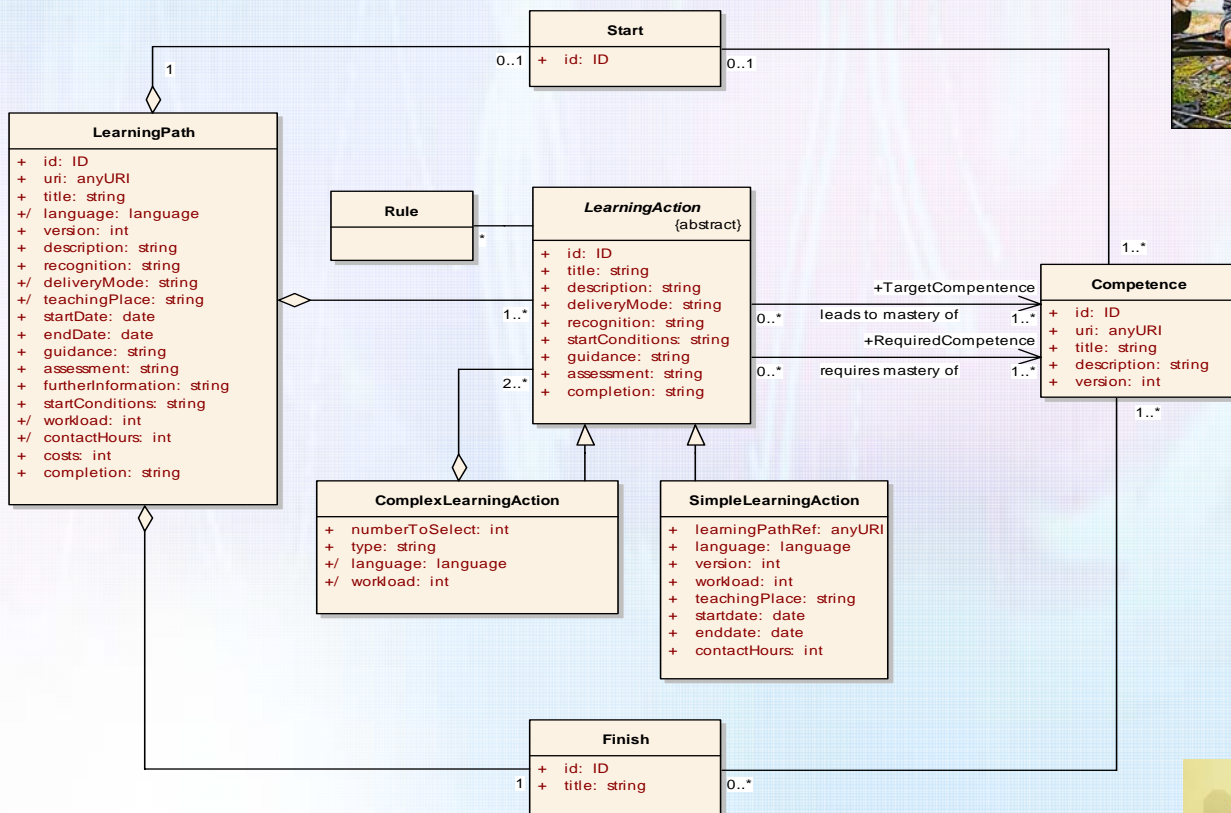 Start
+ id: ID
0..1
0..1
1
LearningPath
+ id: ID
+ uri: anyURI
+ title: string
+/ language: language
+ version: int
+ description: string
+ recognition: string
+/ deliveryMode: string
+/ teachingPlace: string
+ startDate: date
+ endDate: date
+ guidance: string
+ assessment: string
+ furtherInformation: string
+ startConditions: string
+/ workload: int
+/ contactHours: int
+ costs: int
+ completion: string
Rule
*
LearningAction
{abstract}
+ id: ID
+ title: string
+ description: string
+ deliveryMode: string
+ recognition: string
+ startConditions: string
+ guidance: string
+ assessment: string
+ completion: string
1..*
2..*
+TargetCompentence
0..* leads to mastery of 1..*
+RequiredCompetence
0..* requires mastery of 1..*
1..*
Competence
+ id: ID
+ uri: anyURI
+ title: string
+ description: string
+ version: int
1..*
ComplexLearningAction
+ numberToSelect: int
+ type: string
+/ language: language
+/ workload: int
SimpleLearningAction
+ learningPathRef: anyURI
+ language: language
+ version: int
+ workload: int
+ teachingPlace: string
+ startdate: date
+ enddate: date
+ contactHours: int
Finish
+ id: ID
+ title: string
1
0..*